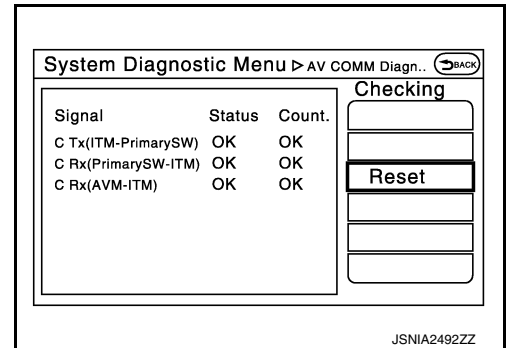 System Diagnostic Menu ▷ AV COMM Diagn.. BACK
Checking
Signal Status Count.
C Tx(ITM-PrimarySW) OK OK
C Rx(PrimarySW-ITM) OK OK
C Rx(AVM-ITM) OK OK
Reset
JSNIA2492ZZ